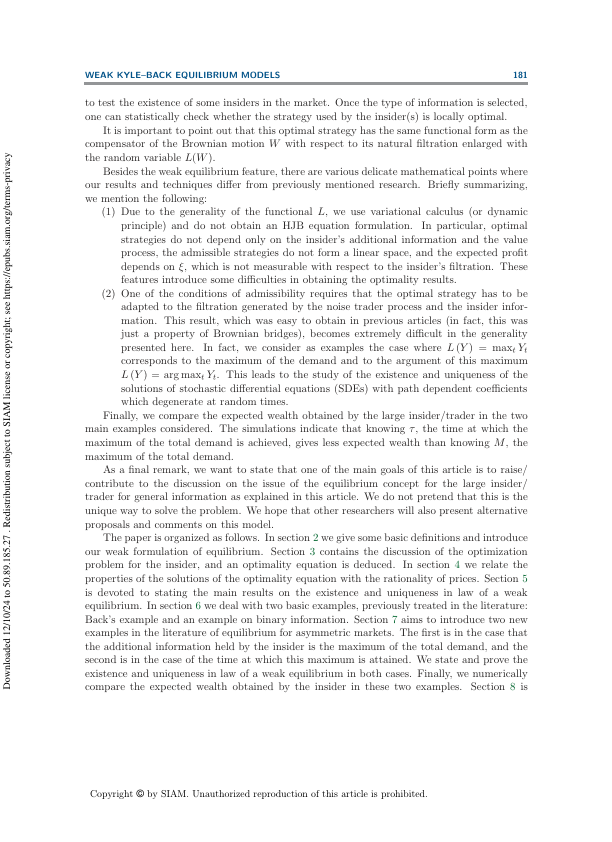 WEAK KYLE–BACK EQUILIBRIUM MODELS 181
to test the existence of some insiders in the market. Once the type of information is selected,
one can statistically check whether the strategy used by the insider(s) is locally optimal.
It is important to point out that this optimal strategy has the same functional form as the
compensator of the Brownian motion W with respect to its natural filtration enlarged with
the random variable L(W).
Besides the weak equilibrium feature, there are various delicate mathematical points where
our results and techniques differ from previously mentioned research. Briefly summarizing,
we mention the following:
(1) Due to the generality of the functional L, we use variational calculus (or dynamic
principle) and do not obtain an HJB equation formulation. In particular, optimal
strategies do not depend only on the insider's additional information and the value
process, the admissible strategies do not form a linear space, and the expected profit
depends on ξ, which is not measurable with respect to the insider's filtration. These
features introduce some difficulties in obtaining the optimality results.
(2) One of the conditions of admissibility requires that the optimal strategy has to be
adapted to the filtration generated by the noise trader process and the insider infor-
mation. This result, which was easy to obtain in previous articles (in fact, this was
just a property of Brownian bridges), becomes extremely difficult in the generality
presented here. In fact, we consider as examples the case where L (Y) = maxₜ Yₜ
corresponds to the maximum of the demand and to the argument of this maximum
L (Y) = arg maxₜ Yₜ. This leads to the study of the existence and uniqueness of the
solutions of stochastic differential equations (SDEs) with path dependent coefficients
which degenerate at random times.
Finally, we compare the expected wealth obtained by the large insider/trader in the two
main examples considered. The simulations indicate that knowing τ, the time at which the
maximum of the total demand is achieved, gives less expected wealth than knowing M, the
maximum of the total demand.
As a final remark, we want to state that one of the main goals of this article is to raise/
contribute to the discussion on the issue of the equilibrium concept for the large insider/
trader for general information as explained in this article. We do not pretend that this is the
unique way to solve the problem. We hope that other researchers will also present alternative
proposals and comments on this model.
The paper is organized as follows. In section 2 we give some basic definitions and introduce
our weak formulation of equilibrium. Section 3 contains the discussion of the optimization
problem for the insider, and an optimality equation is deduced. In section 4 we relate the
properties of the solutions of the optimality equation with the rationality of prices. Section 5
is devoted to stating the main results on the existence and uniqueness in law of a weak
equilibrium. In section 6 we deal with two basic examples, previously treated in the literature:
Back's example and an example on binary information. Section 7 aims to introduce two new
examples in the literature of equilibrium for asymmetric markets. The first is in the case that
the additional information held by the insider is the maximum of the total demand, and the
second is in the case of the time at which this maximum is attained. We state and prove the
existence and uniqueness in law of a weak equilibrium in both cases. Finally, we numerically
compare the expected wealth obtained by the insider in these two examples. Section 8 is
Copyright © by SIAM. Unauthorized reproduction of this article is prohibited.
Downloaded 12/10/24 to 50.89.185.27 . Redistribution subject to SIAM license or copyright; see https://epubs.siam.org/terms-privacy